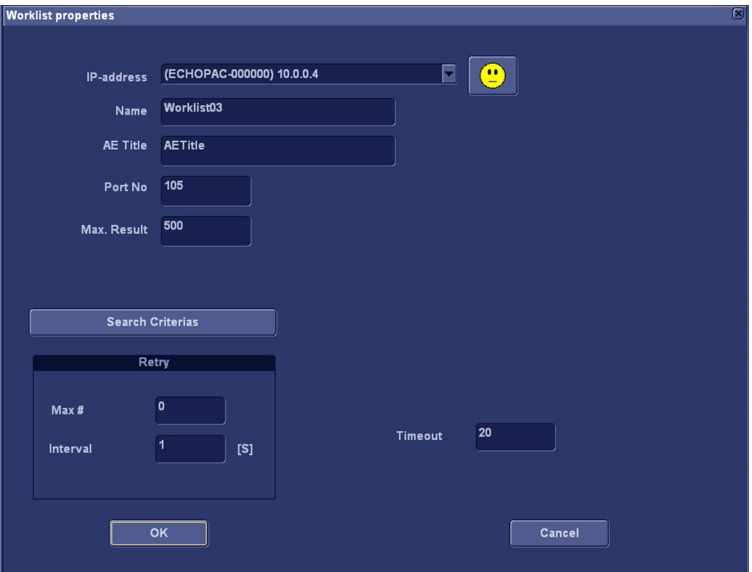 Worklist properties
IP-address (ECHOPAC-000000) 10.0.0.4
Name Worklist03
AE Title AETitle
Port No 105
Max. Result 500
Search Criterias
Retry
Max # 0
Interval 1 [S]
Timeout 20
OK Cancel